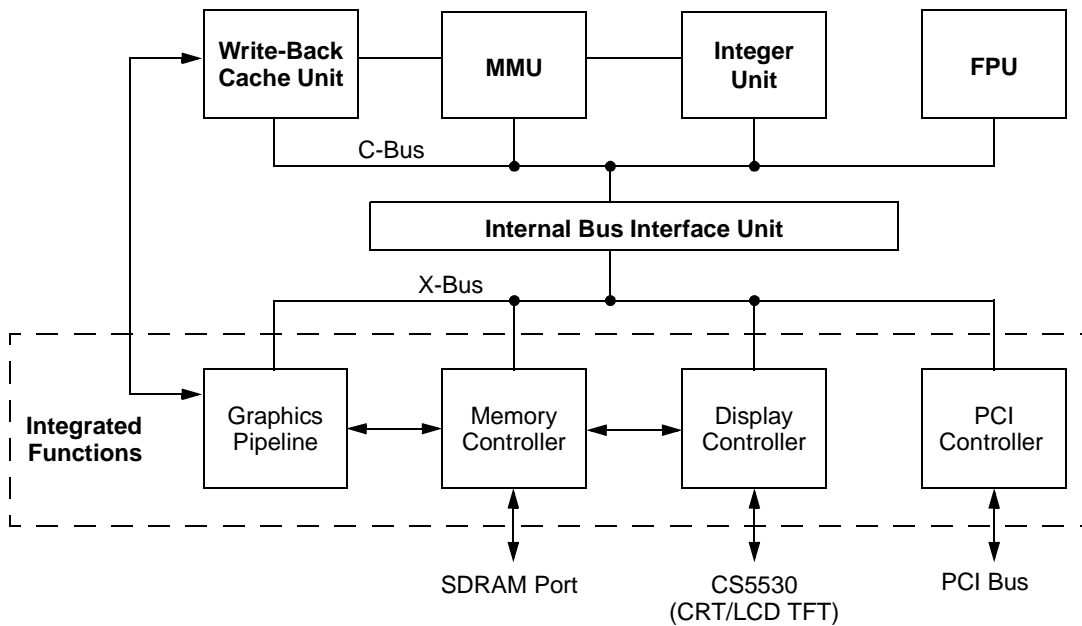 Write-Back
Cache Unit
MMU
Integer
Unit
FPU
C-Bus
Internal Bus Interface Unit
X-Bus
Integrated
Functions
Graphics
Pipeline
Memory
Controller
Display
Controller
PCI
Controller
SDRAM Port
CS5530
(CRT/LCD TFT)
PCI Bus